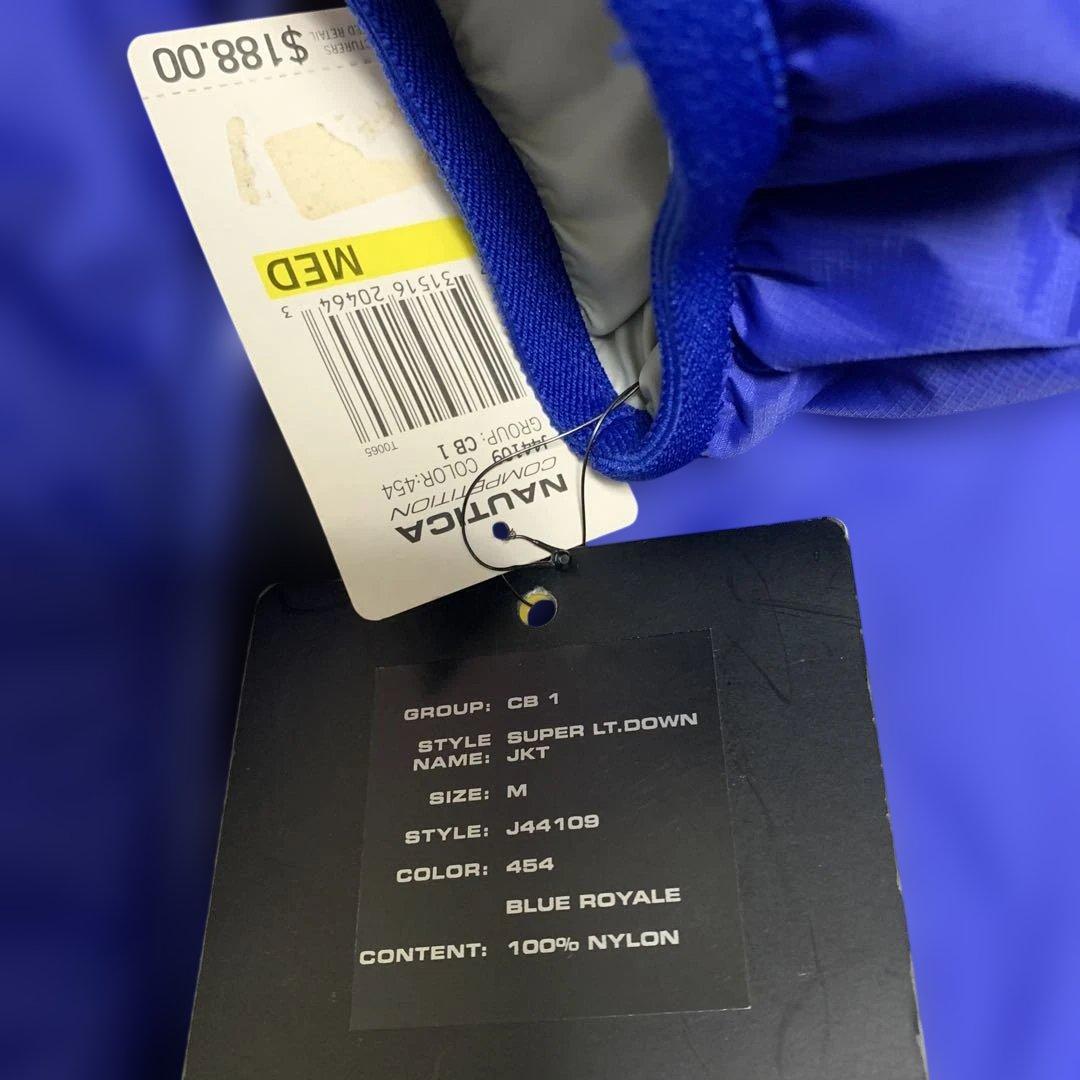 NAUTICA
COMPETITION
J44109 COLOR:454
GROUP: CB 1
T0065
31516 20464 3
MED
$188.00
GROUP: CB 1
STYLE NAME: SUPER LT.DOWN
JKT
SIZE: M
STYLE: J44109
COLOR: 454
BLUE ROYALE
CONTENT: 100% NYLON